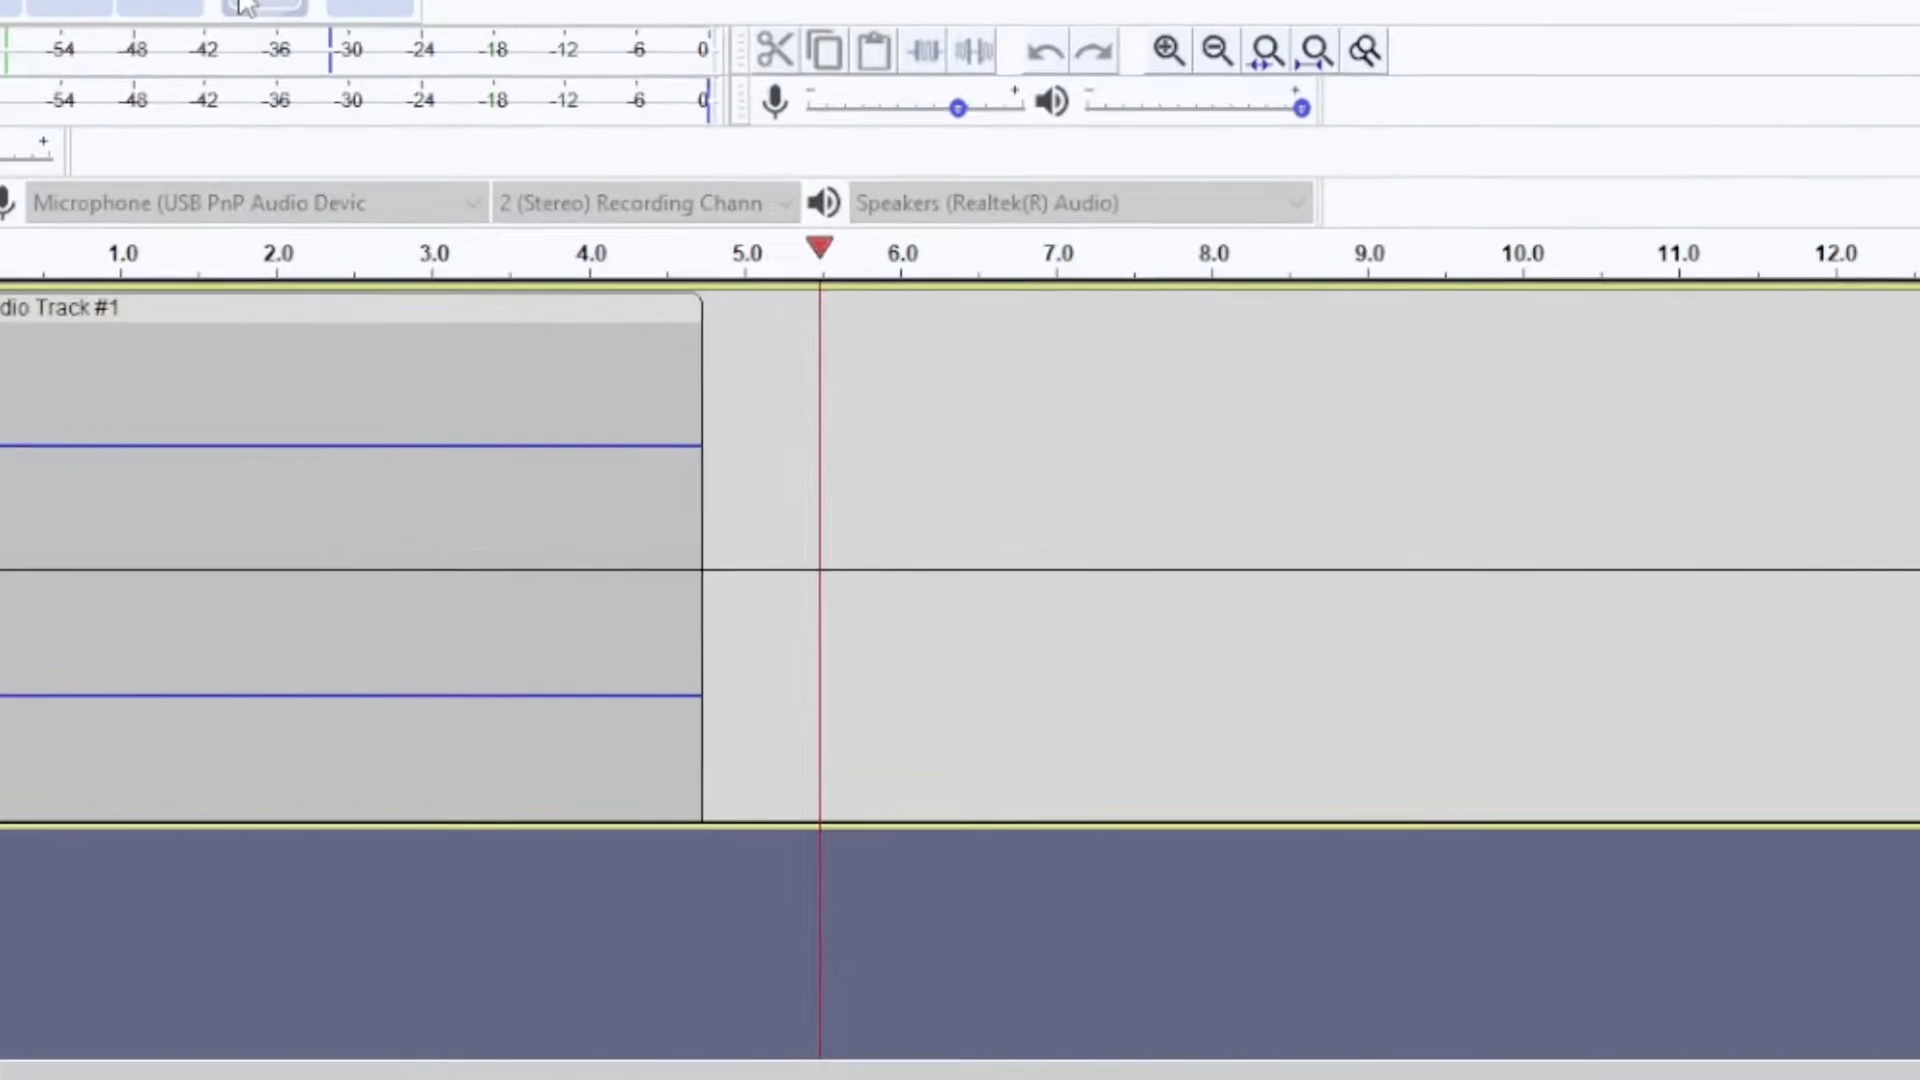 -54 -48 -42 -36 -30 -24 -18 -12 -6 0
-54 -48 -42 -36 -30 -24 -18 -12 -6 0
- + - +
+
Microphone (USB PnP Audio Devic 2 (Stereo) Recording Chann Speakers (Realtek(R) Audio)
1.0 2.0 3.0 4.0 5.0 6.0 7.0 8.0 9.0 10.0 11.0 12.0
dio Track #1